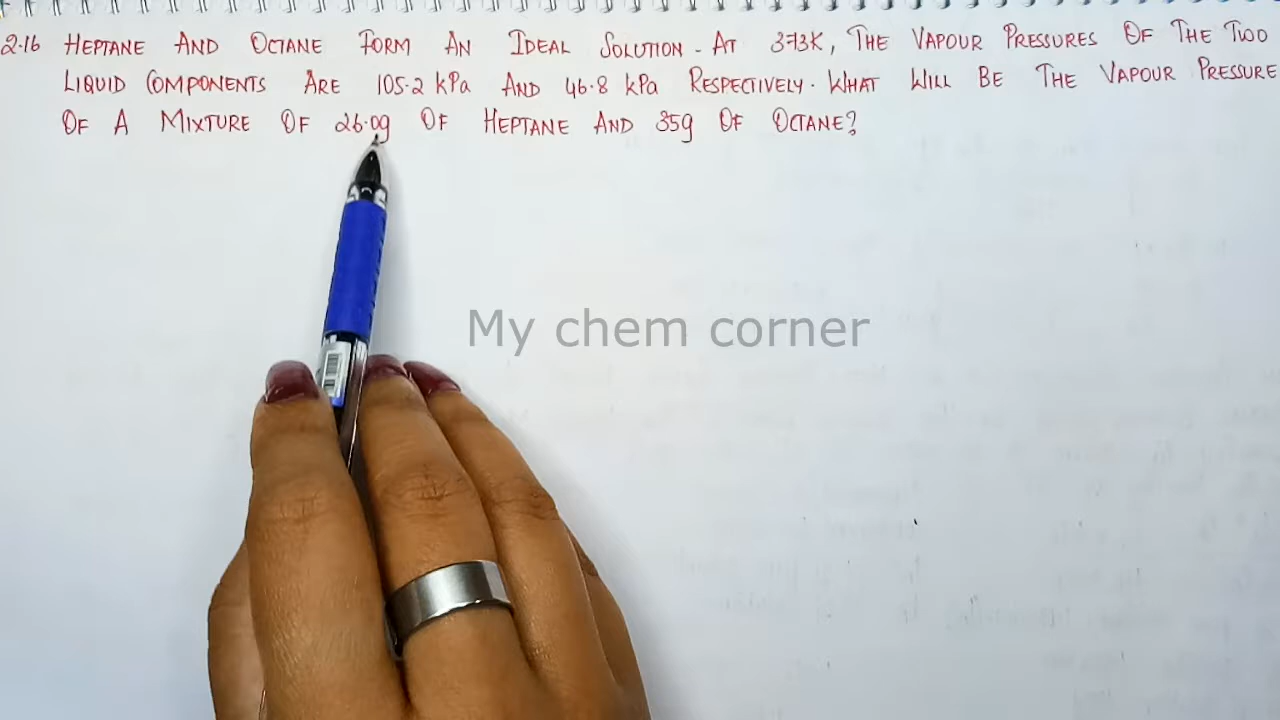 2.16 HEPTANE AND OCTANE FORM AN IDEAL SOLUTION. AT 373K, THE VAPOUR PRESSURES OF THE TWO
LIQUID COMPONENTS ARE 105.2 kPa AND 46.8 kPa RESPECTIVELY. WHAT WILL BE THE VAPOUR PRESSURE
OF A MIXTURE OF 26.0g OF HEPTANE AND 35g OF OCTANE?
My chem corner